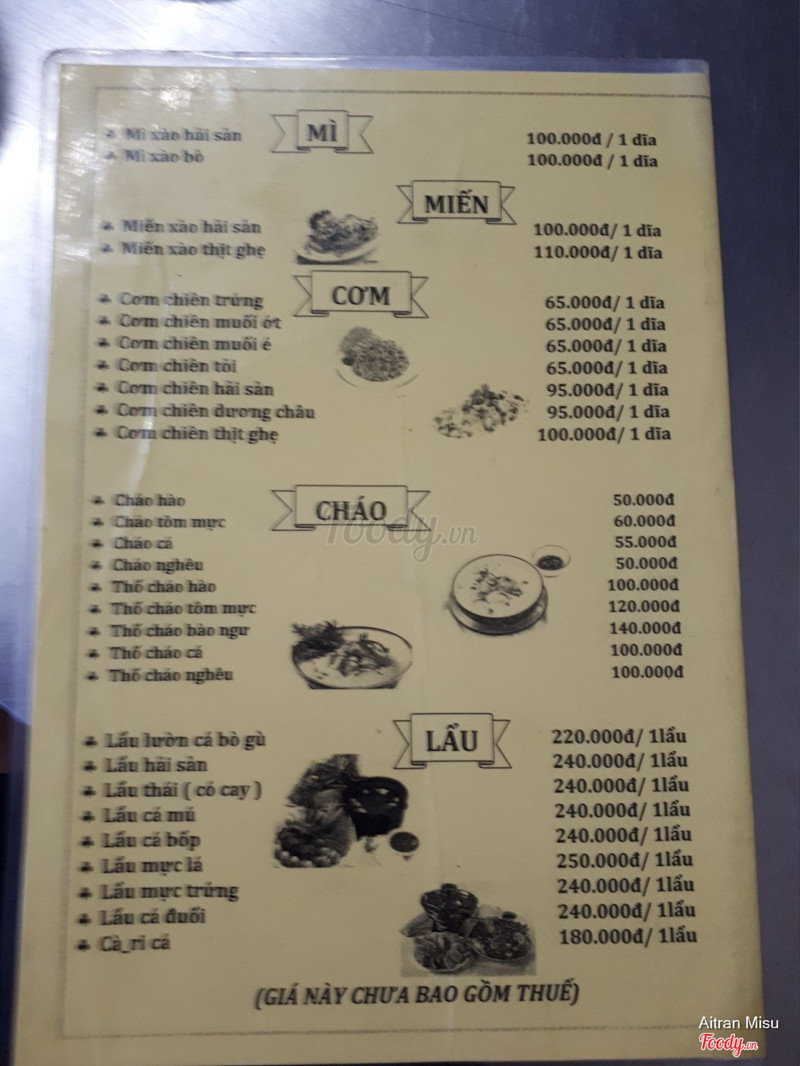 MÌ
Mì xào hải sản 100.000đ / 1 dĩa
Mì xào bò 100.000đ / 1 dĩa
MIẾN
Miến xào hải sản 100.000đ/ 1 dĩa
Miến xào thịt ghẹ 110.000đ/ 1 dĩa
CƠM
Cơm chiên trứng 65.000đ/ 1 dĩa
Cơm chiên muối ớt 65.000đ/ 1 dĩa
Cơm chiên muối é 65.000đ/ 1 dĩa
Cơm chiên tỏi 65.000đ/ 1 dĩa
Cơm chiên hải sản 95.000đ/ 1 dĩa
Cơm chiên dương châu 95.000đ/ 1 dĩa
Cơm chiên thịt ghẹ 100.000đ/ 1 dĩa
CHÁO
Cháo hào 50.000đ
Cháo tôm mực 60.000đ
Cháo cá 55.000đ
Cháo nghêu 50.000đ
Thố cháo hào 100.000đ
Thố cháo tôm mực 120.000đ
Thố cháo bào ngư 140.000đ
Thố cháo cá 100.000đ
Thố cháo nghêu 100.000đ
LẨU
Lẩu lườn cá bò gù 220.000đ/ 1lẩu
Lẩu hải sản 240.000đ/ 1lẩu
Lẩu thái ( có cay ) 240.000đ/ 1lẩu
Lẩu cá mú 240.000đ/ 1lẩu
Lẩu cá bốp 240.000đ/ 1lẩu
Lẩu mực lá 250.000đ/ 1lẩu
Lẩu mực trứng 240.000đ/ 1lẩu
Lẩu cá đuối 240.000đ/ 1lẩu
Cà_ri cá 180.000đ/ 1lẩu
(GIÁ NÀY CHƯA BAO GỒM THUẾ)
foody.vn
Aitran Misu
Foody.vn